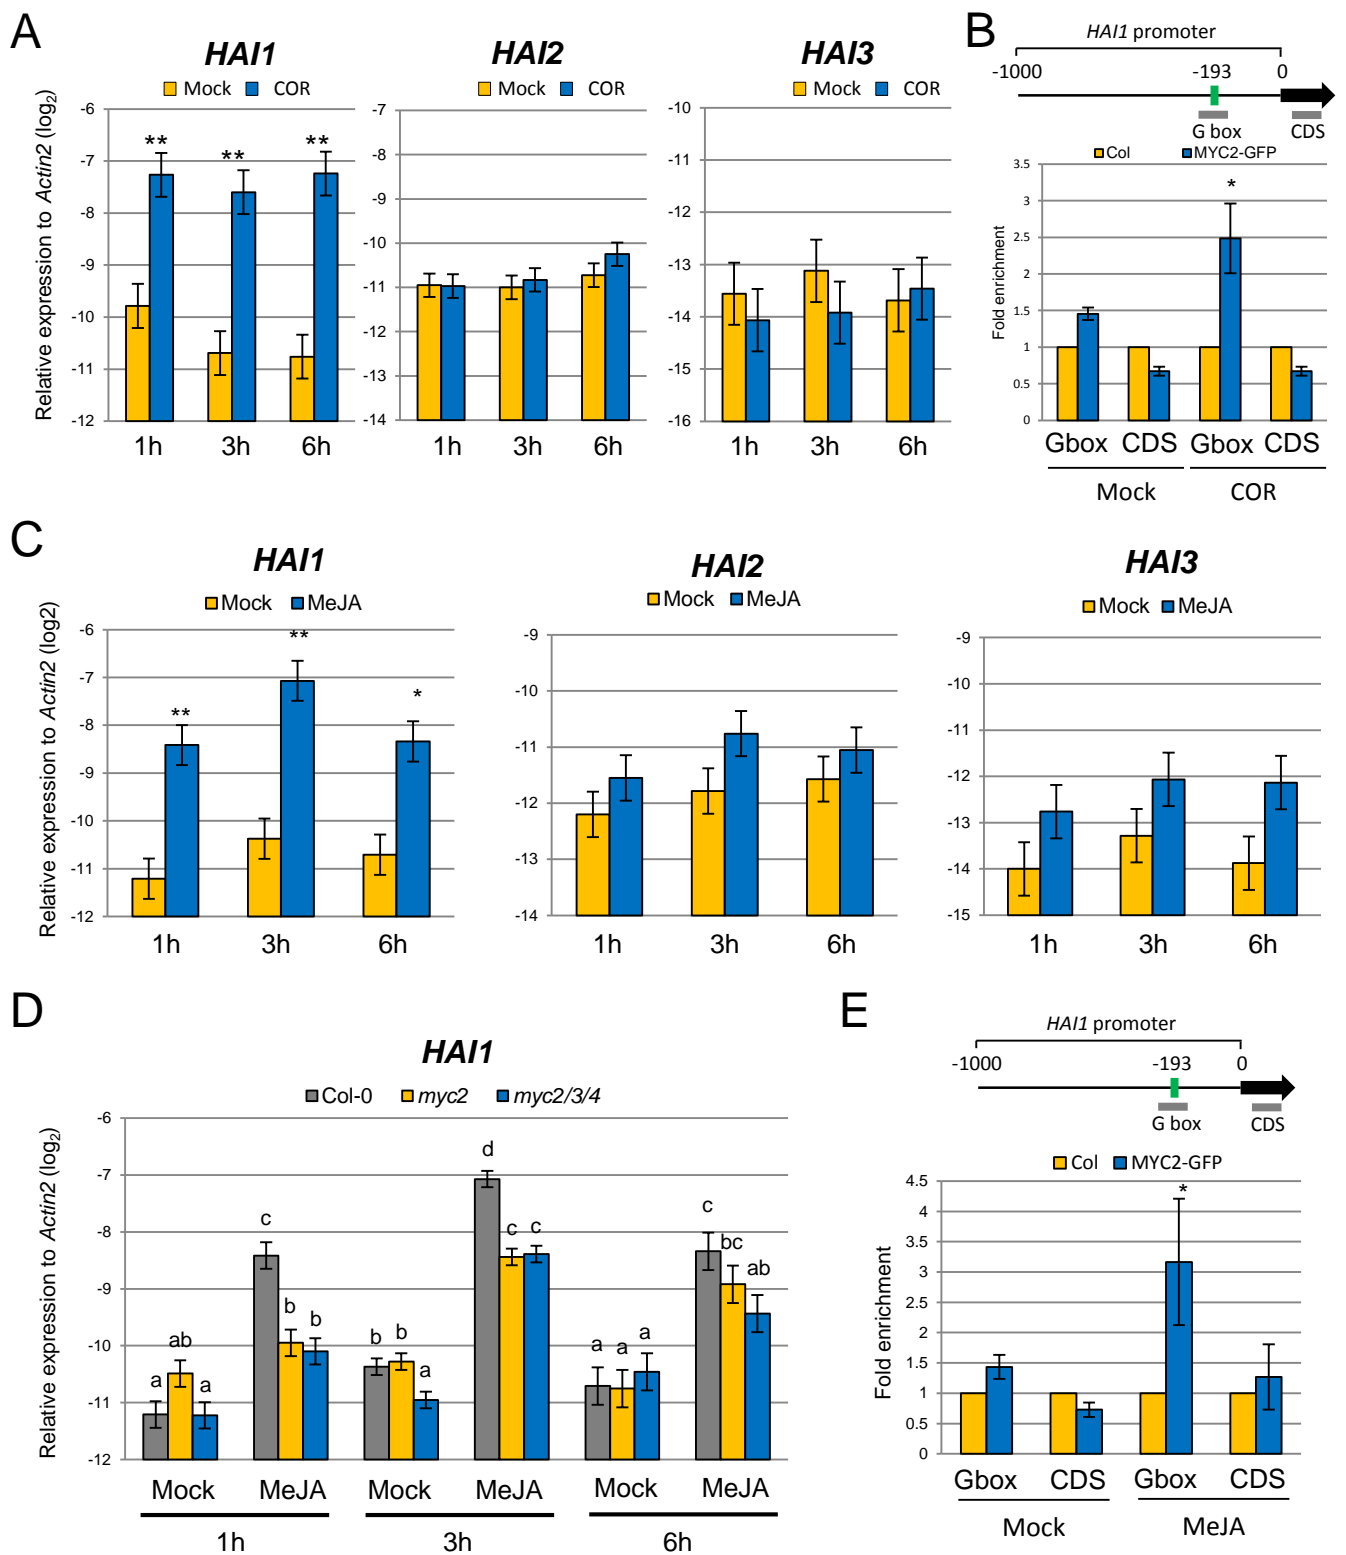 A
HAI1
Mock COR
Relative expression to Actin2 (log2)
-6
-7
-8
-9
-10
-11
-12
** ** **
1h 3h 6h
HAI2
Mock COR
-7
-8
-9
-10
-11
-12
-13
-14
1h 3h 6h
HAI3
Mock COR
-10
-11
-12
-13
-14
-15
-16
1h 3h 6h
B
HAI1 promoter
-1000 -193 0
G box CDS
Col MYC2-GFP
Fold enrichment
3.5
3
2.5
2
1.5
1
0.5
0
*
Gbox CDS Gbox CDS
Mock COR
C
HAI1
Mock MeJA
Relative expression to Actin2 (log2)
-6
-7
-8
-9
-10
-11
-12
** ** *
1h 3h 6h
HAI2
Mock MeJA
-9
-10
-11
-12
-13
-14
1h 3h 6h
HAI3
Mock MeJA
-9
-10
-11
-12
-13
-14
-15
1h 3h 6h
D
HAI1
Col-0 myc2 myc2/3/4
Relative expression to Actin2 (log2)
-6
-7
-8
-9
-10
-11
-12
a ab a c b b b b a d c c a a a c bc ab
Mock MeJA Mock MeJA Mock MeJA
1h 3h 6h
E
HAI1 promoter
-1000 -193 0
G box CDS
Col MYC2-GFP
Fold enrichment
4.5
4
3.5
3
2.5
2
1.5
1
0.5
0
*
Gbox CDS Gbox CDS
Mock MeJA